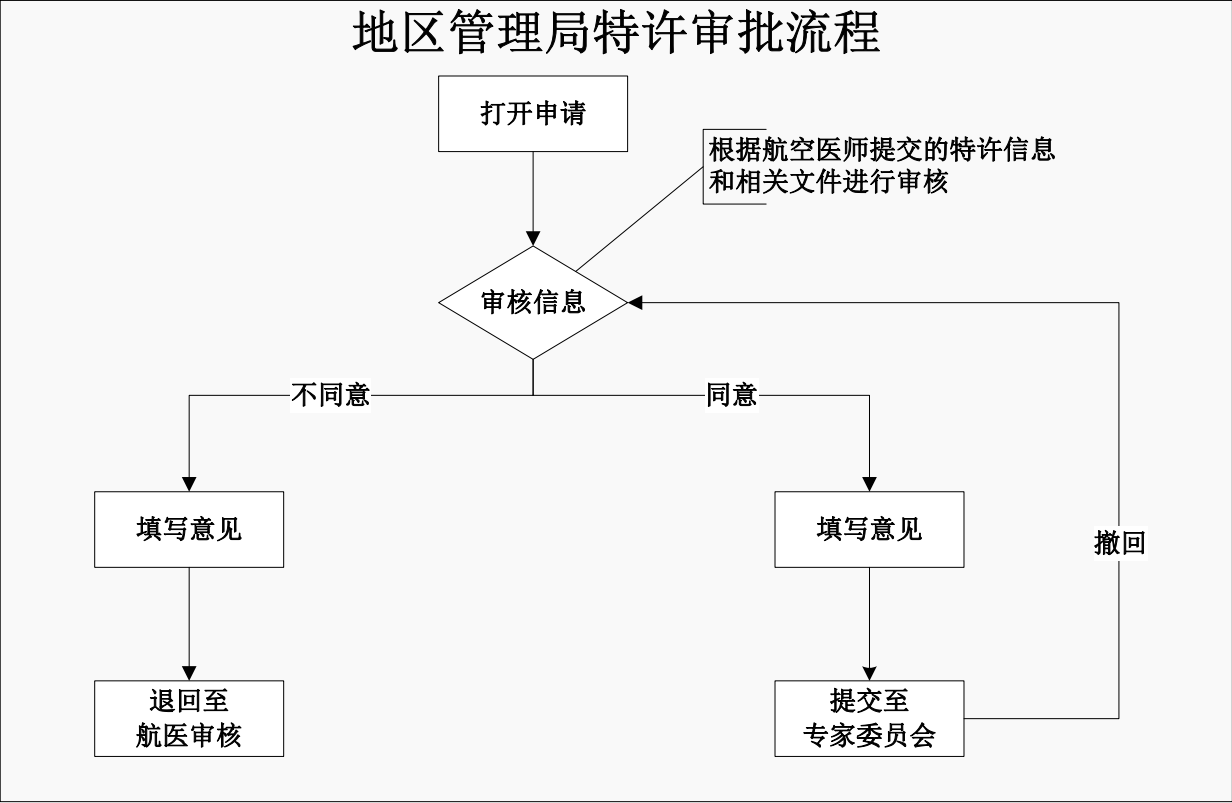 地区管理局特许审批流程
打开申请
根据航空医师提交的特许信息
和相关文件进行审核
审核信息
不同意
同意
填写意见
填写意见
撤回
退回至
航医审核
提交至
专家委员会